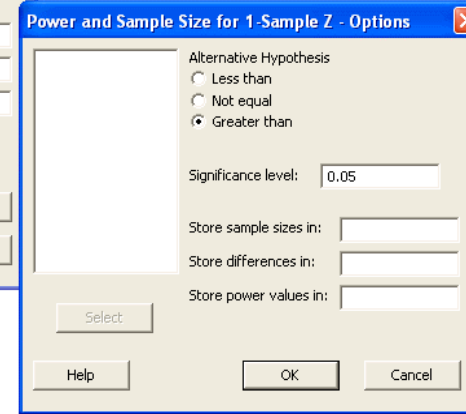 Power and Sample Size for 1-Sample Z - Options
Alternative Hypothesis
Less than
Not equal
Greater than
Significance level: 0.05
Store sample sizes in:
Store differences in:
Store power values in:
Select
Help OK Cancel